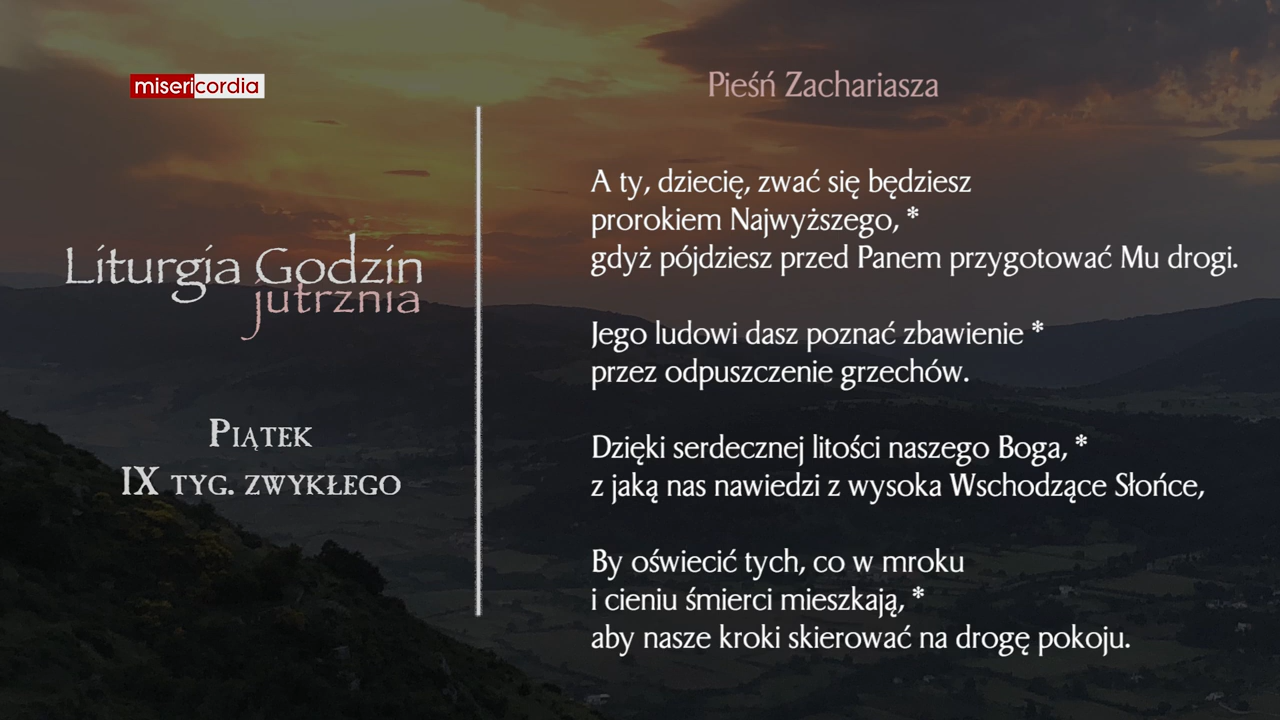 misericordia
Liturgia Godzin
jutrznia
Piątek
IX tyg. zwykłego
Pieśń Zachariasza
A ty, dziecię, zwać się będziesz
prorokiem Najwyższego, *
gdyż pójdziesz przed Panem przygotować Mu drogi.
Jego ludowi dasz poznać zbawienie *
przez odpuszczenie grzechów.
Dzięki serdecznej litości naszego Boga, *
z jaką nas nawiedzi z wysoka Wschodzące Słońce,
By oświecić tych, co w mroku
i cieniu śmierci mieszkają, *
aby nasze kroki skierować na drogę pokoju.